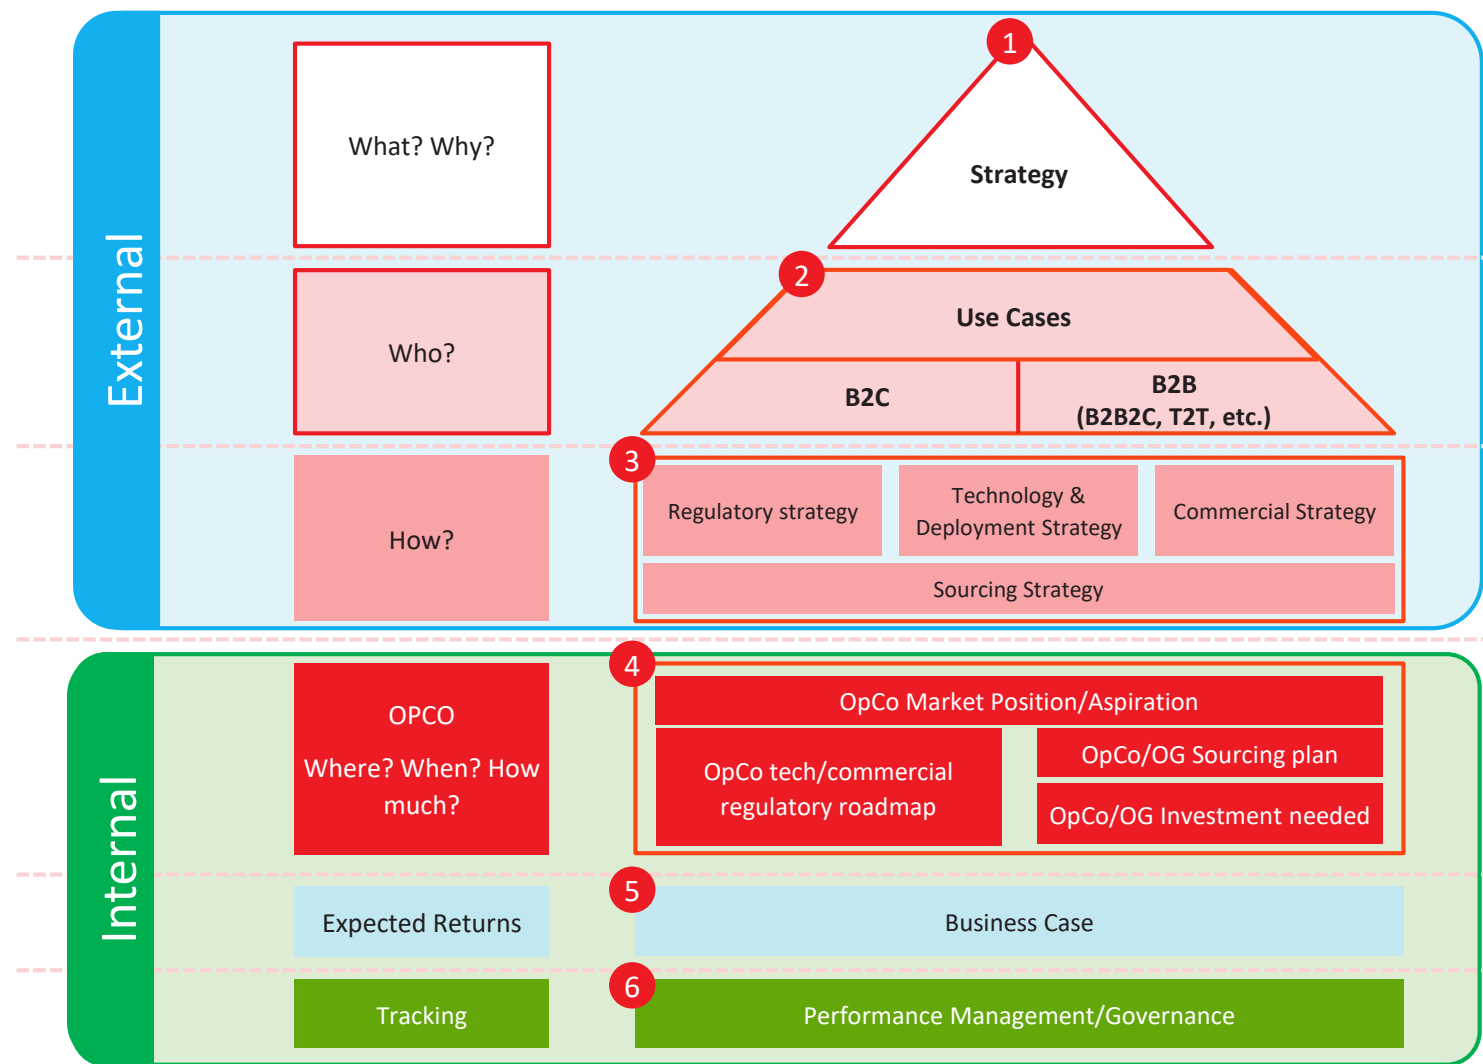 External
1
What? Why?
Strategy
2
Who?
Use Cases
B2C
B2B
(B2B2C, T2T, etc.)
3
How?
Regulatory strategy
Technology &
Deployment Strategy
Commercial Strategy
Sourcing Strategy
Internal
4
OPCO
Where? When? How
much?
OpCo Market Position/Aspiration
OpCo tech/commercial
regulatory roadmap
OpCo/OG Sourcing plan
OpCo/OG Investment needed
5
Expected Returns
Business Case
6
Tracking
Performance Management/Governance